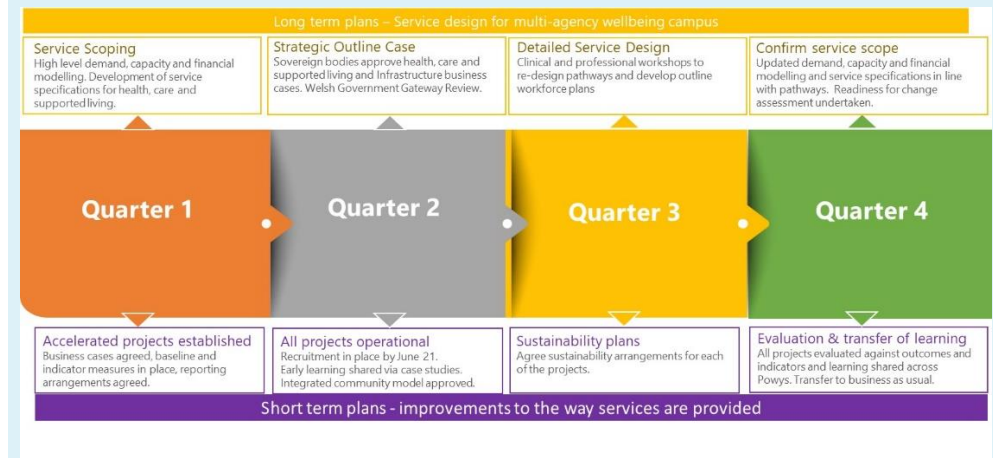 Long term plans – Service design for multi-agency wellbeing campus
Service Scoping
High level demand, capacity and financial
modelling. Development of service
specifications for health, care and
supported living.
Strategic Outline Case
Sovereign bodies approve health, care and
supported living and Infrastructure business
cases. Welsh Government Gateway Review.
Detailed Service Design
Clinical and professional workshops to
re-design pathways and develop outline
workforce plans
Confirm service scope
Updated demand, capacity and financial
modelling and service specifications in line
with pathways. Readiness for change
assessment undertaken.
Quarter 1
Quarter 2
Quarter 3
Quarter 4
Accelerated projects established
Business cases agreed, baseline and
indicator measures in place, reporting
arrangements agreed.
All projects operational
Recruitment in place by June 21.
Early learning shared via case studies.
Integrated community model approved.
Sustainability plans
Agree sustainability arrangements for each
of the projects.
Evaluation & transfer of learning
All projects evaluated against outcomes and
indicators and learning shared across
Powys. Transfer to business as usual.
Short term plans - improvements to the way services are provided